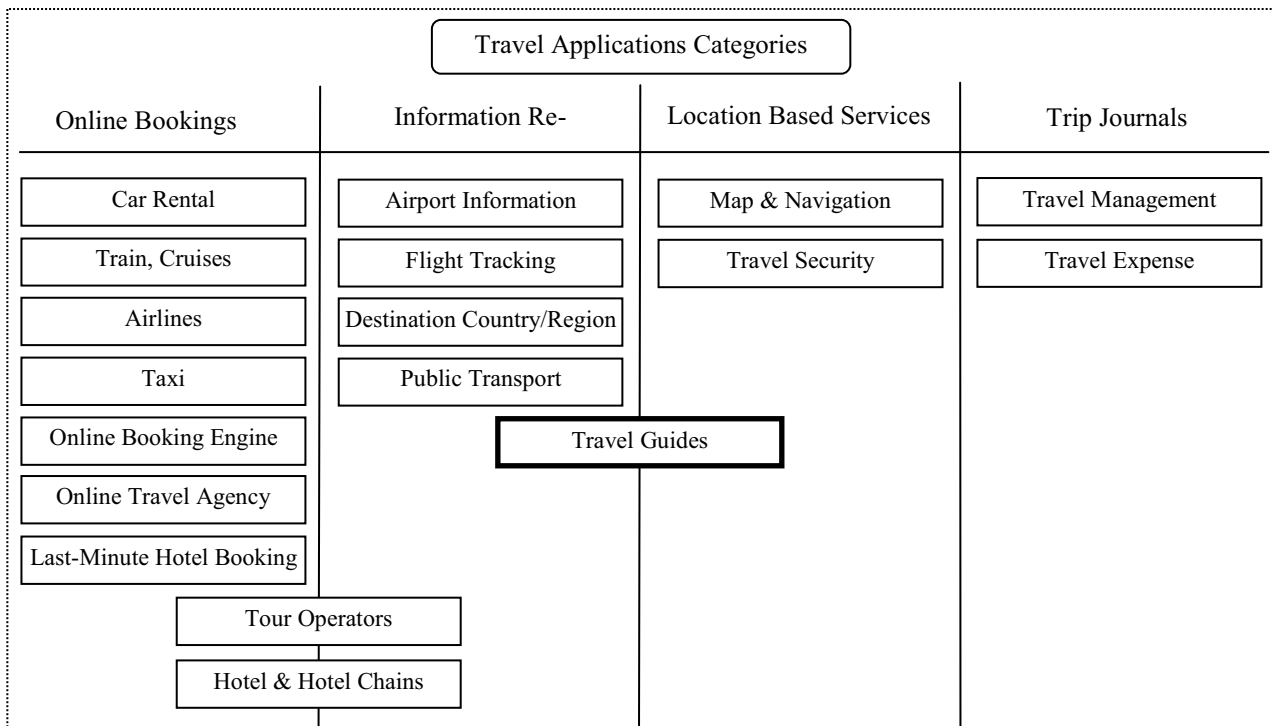 Travel Applications Categories
Online Bookings
Information Re-
Location Based Services
Trip Journals
Car Rental
Airport Information
Map & Navigation
Travel Management
Train, Cruises
Flight Tracking
Travel Security
Travel Expense
Airlines
Destination Country/Region
Taxi
Public Transport
Online Booking Engine
Travel Guides
Online Travel Agency
Last-Minute Hotel Booking
Tour Operators
Hotel & Hotel Chains